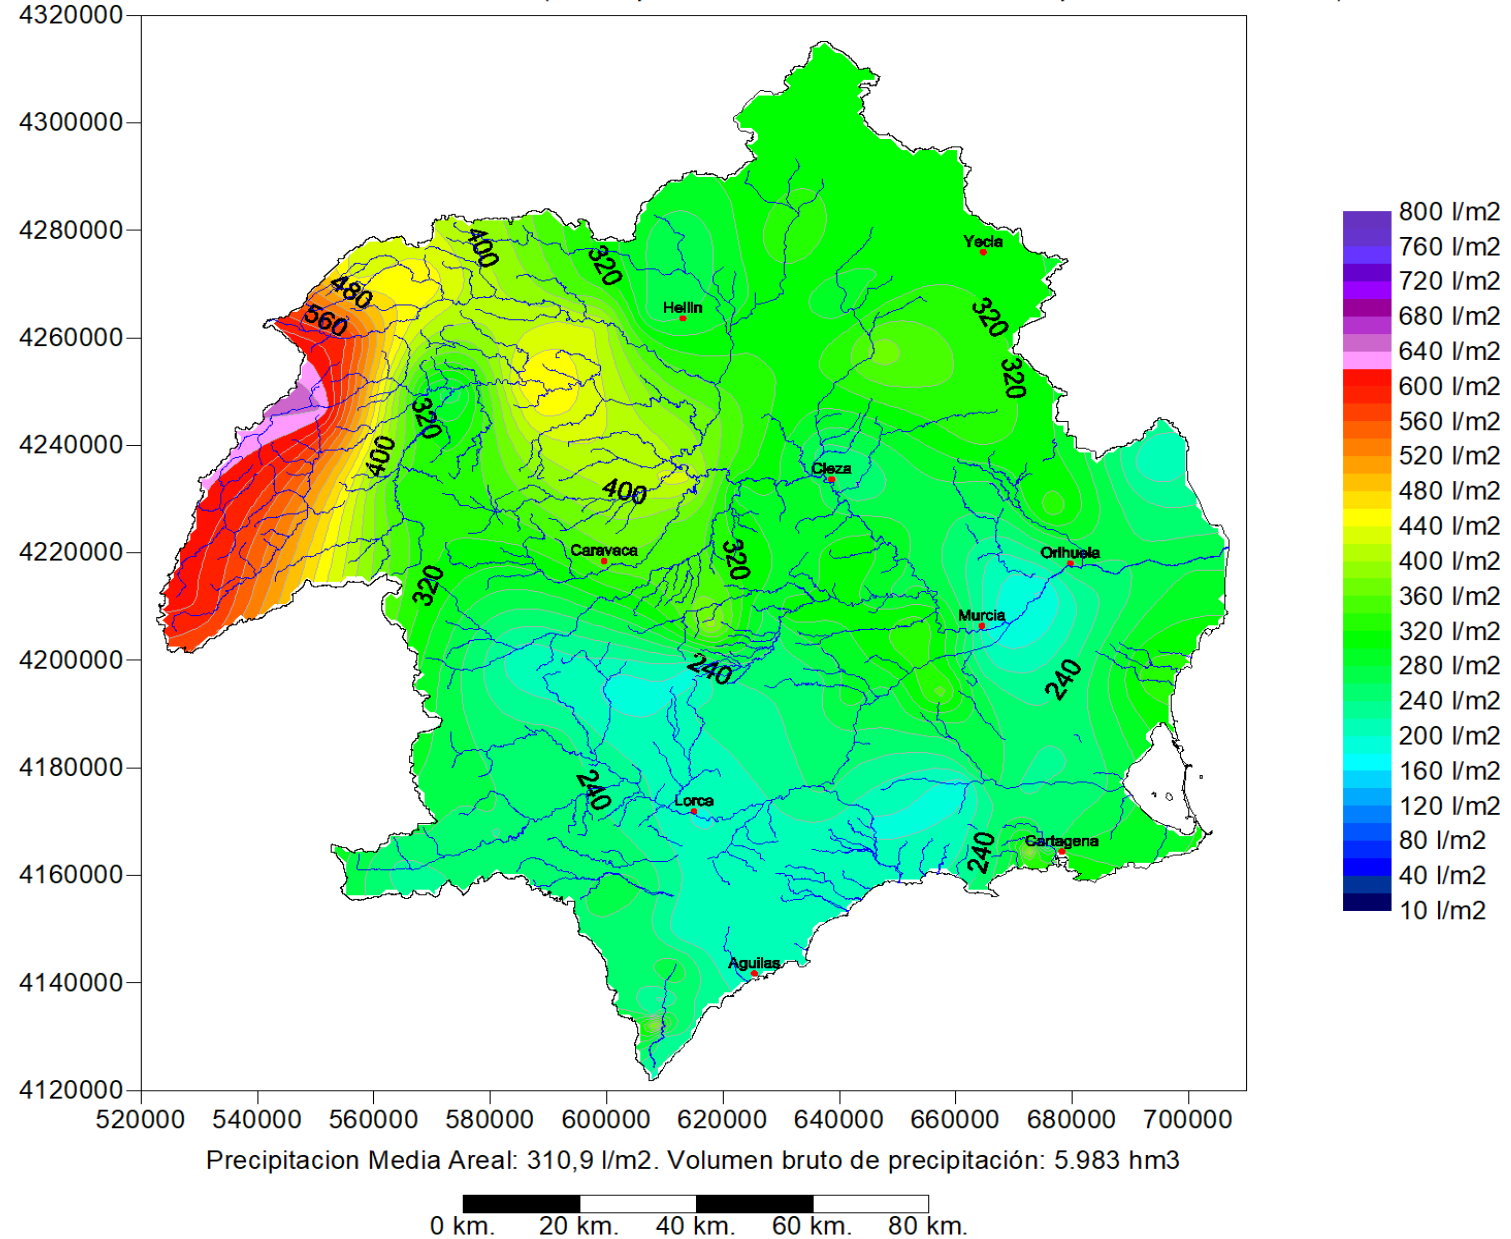 4320000
4300000
4280000
4260000
4240000
4220000
4200000
4180000
4160000
4140000
4120000
520000 540000 560000 580000 600000 620000 640000 660000 680000 700000
400
320
480
560
320
320
320
400
400
320
320
240
240
240
240
Yecla
Hellin
Cieza
Caravaca
Orihuela
Murcia
Lorca
Cartagena
Aguilas
800 l/m2
760 l/m2
720 l/m2
680 l/m2
640 l/m2
600 l/m2
560 l/m2
520 l/m2
480 l/m2
440 l/m2
400 l/m2
360 l/m2
320 l/m2
280 l/m2
240 l/m2
200 l/m2
160 l/m2
120 l/m2
80 l/m2
40 l/m2
10 l/m2
Precipitacion Media Areal: 310,9 l/m2. Volumen bruto de precipitación: 5.983 hm3
0 km. 20 km. 40 km. 60 km. 80 km.